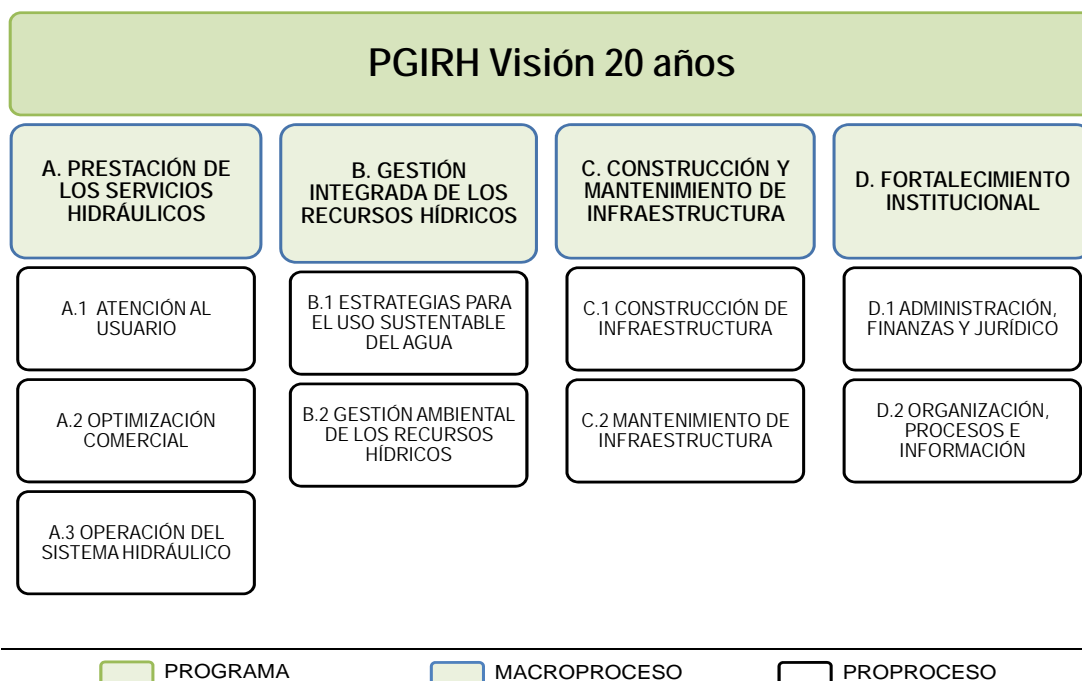 PGIRH Visión 20 años
A. PRESTACIÓN DE
LOS SERVICIOS
HIDRÁULICOS
B. GESTIÓN
INTEGRADA DE LOS
RECURSOS HÍDRICOS
C. CONSTRUCCIÓN Y
MANTENIMIENTO DE
INFRAESTRUCTURA
D. FORTALECIMIENTO
INSTITUCIONAL
A.1 ATENCIÓN AL
USUARIO
B.1 ESTRATEGIAS PARA
EL USO SUSTENTABLE
DEL AGUA
C.1 CONSTRUCCIÓN DE
INFRAESTRUCTURA
D.1 ADMINISTRACIÓN,
FINANZAS Y JURÍDICO
A.2 OPTIMIZACIÓN
COMERCIAL
B.2 GESTIÓN AMBIENTAL
DE LOS RECURSOS
HÍDRICOS
C.2 MANTENIMIENTO DE
INFRAESTRUCTURA
D.2 ORGANIZACIÓN,
PROCESOS E
INFORMACIÓN
A.3 OPERACIÓN DEL
SISTEMA HIDRÁULICO
PROGRAMA
MACROPROCESO
PROPROCESO